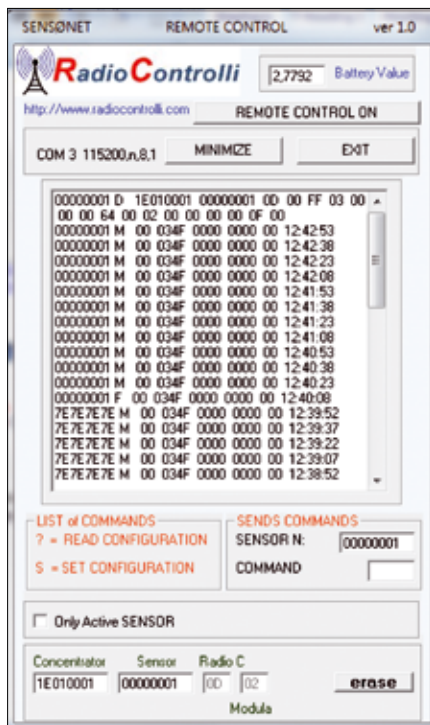 SENSØNET REMOTE CONTROL ver 1.0
RadioControlli 2,7792 Battery Value
http://www.radiocontrolli.com REMOTE CONTROL ON
COM 3 115200,n,8,1 MINIMIZE EXIT
00000001 D 1E010001 00000001 0D 00 FF 03 00
00 00 64 00 02 00 00 00 00 0F 00
00000001 M 00 034F 0000 0000 00 12:42:53
00000001 M 00 034F 0000 0000 00 12:42:38
00000001 M 00 034F 0000 0000 00 12:42:23
00000001 M 00 034F 0000 0000 00 12:42:08
00000001 M 00 034F 0000 0000 00 12:41:53
00000001 M 00 034F 0000 0000 00 12:41:38
00000001 M 00 034F 0000 0000 00 12:41:23
00000001 M 00 034F 0000 0000 00 12:41:08
00000001 M 00 034F 0000 0000 00 12:40:53
00000001 M 00 034F 0000 0000 00 12:40:38
00000001 M 00 034F 0000 0000 00 12:40:23
00000001 F 00 034F 0000 0000 00 12:40:08
7E7E7E7E M 00 034F 0000 0000 00 12:39:52
7E7E7E7E M 00 034F 0000 0000 00 12:39:37
7E7E7E7E M 00 034F 0000 0000 00 12:39:22
7E7E7E7E M 00 034F 0000 0000 00 12:39:07
7E7E7E7E M 00 034F 0000 0000 00 12:38:52
LIST of COMMANDS
? = READ CONFIGURATION
S = SET CONFIGURATION
SENDS COMMANDS
SENSOR N: 00000001
COMMAND
Only Active SENSOR
Concentrator Sensor Radio C
1E010001 00000001 0D 02 erase
Modula